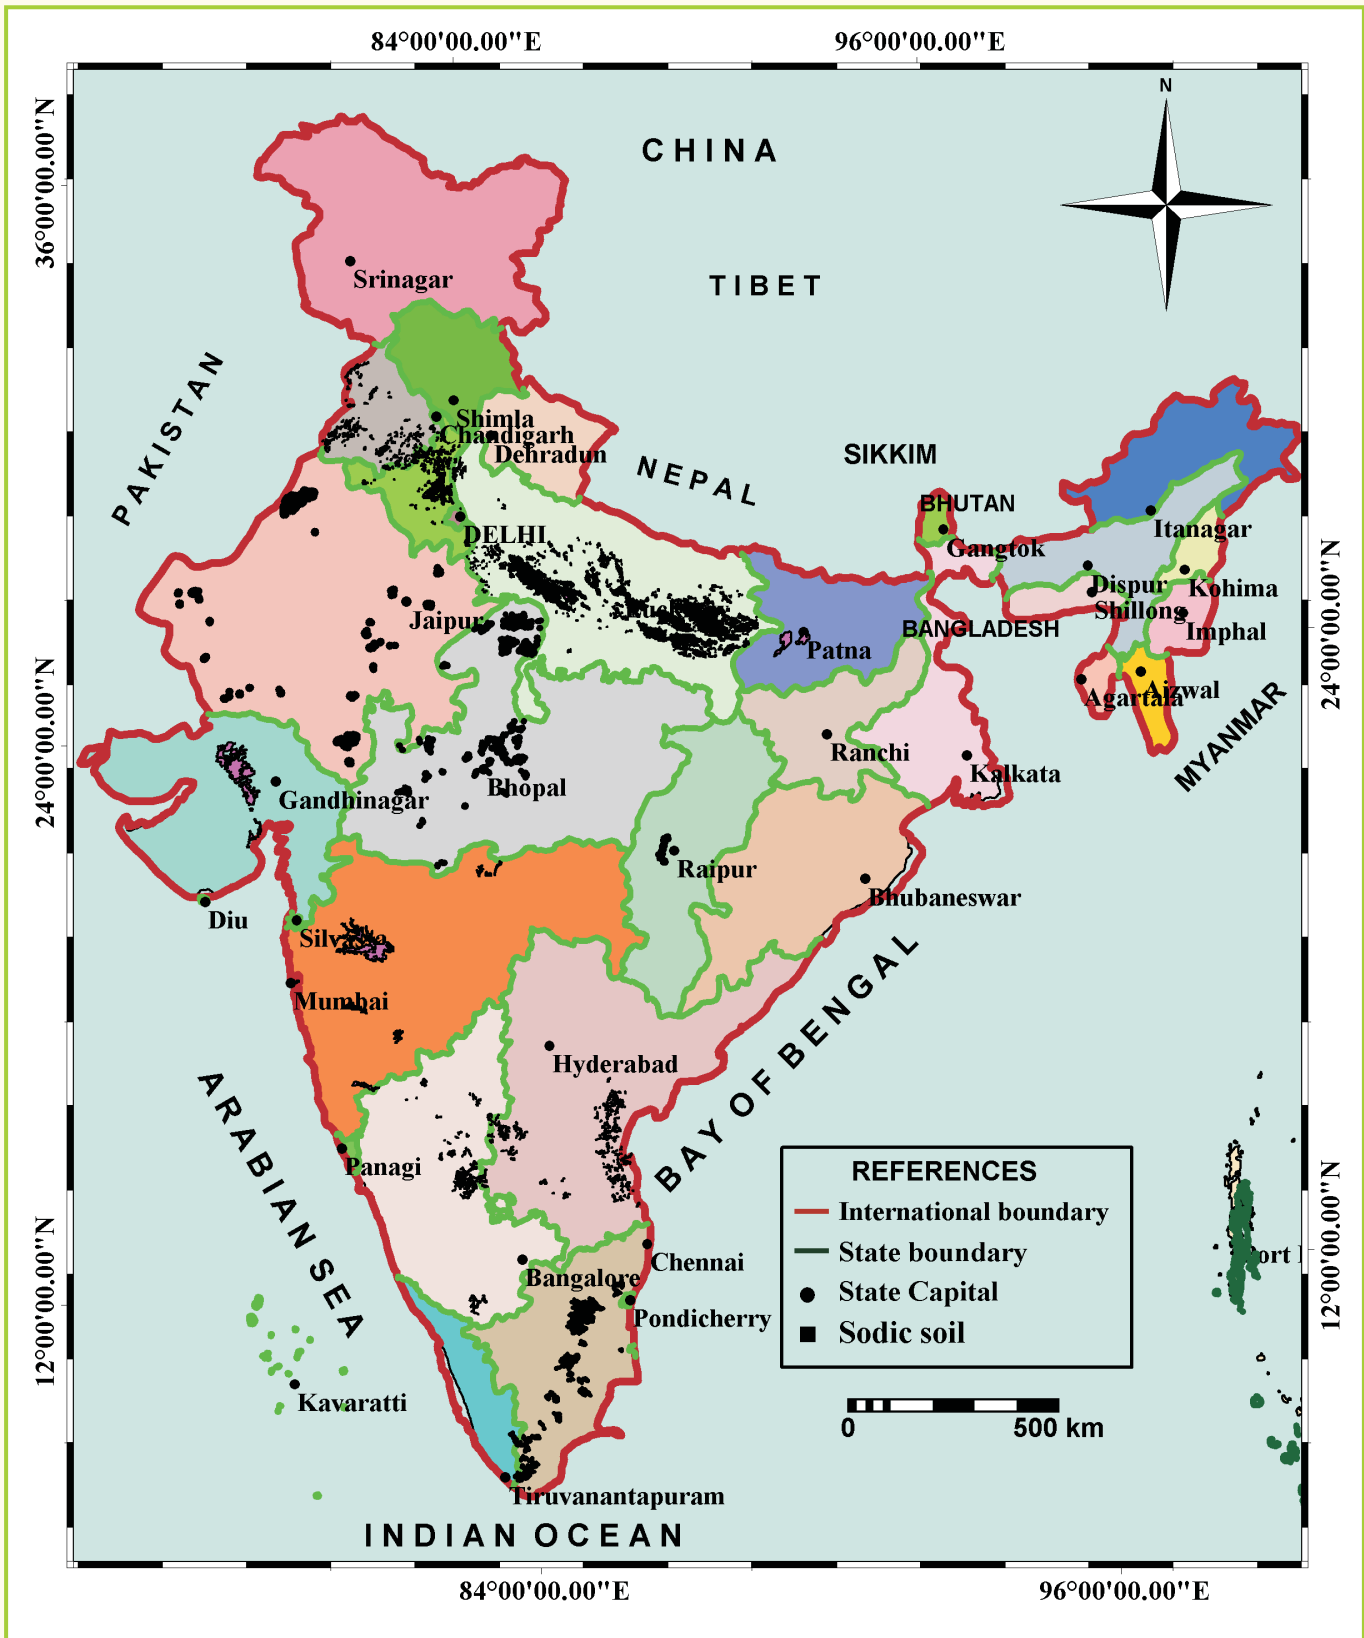 84°00'00.00"E
96°00'00.00"E
36°00'00.00"N
CHINA
TIBET
N
Srinagar
PAKISTAN
Shimla
Chandigarh
Dehradun
NEPAL
SIKKIM
BHUTAN
DELHI
Gangtok
Itanagar
Dispur
Kohima
Shillong
Jaipur
BANGLADESH
Imphal
Patna
24°00'00.00"N
24°00'00.00"N
Agartala
Aizwal
MYANMAR
Ranchi
Kalkata
Gandhinagar
Bhopal
Raipur
Bhubaneswar
Diu
Silvassa
Mumbai
BAY OF BENGAL
Hyderabad
ARABIAN SEA
Panagi
REFERENCES
International boundary
State boundary
State Capital
Sodic soil
12°00'00.00"N
12°00'00.00"N
Chennai
Bangalore
Pondicherry
Kavaratti
0 500 km
Tiruvanantapuram
INDIAN OCEAN
84°00'00.00"E
96°00'00.00"E